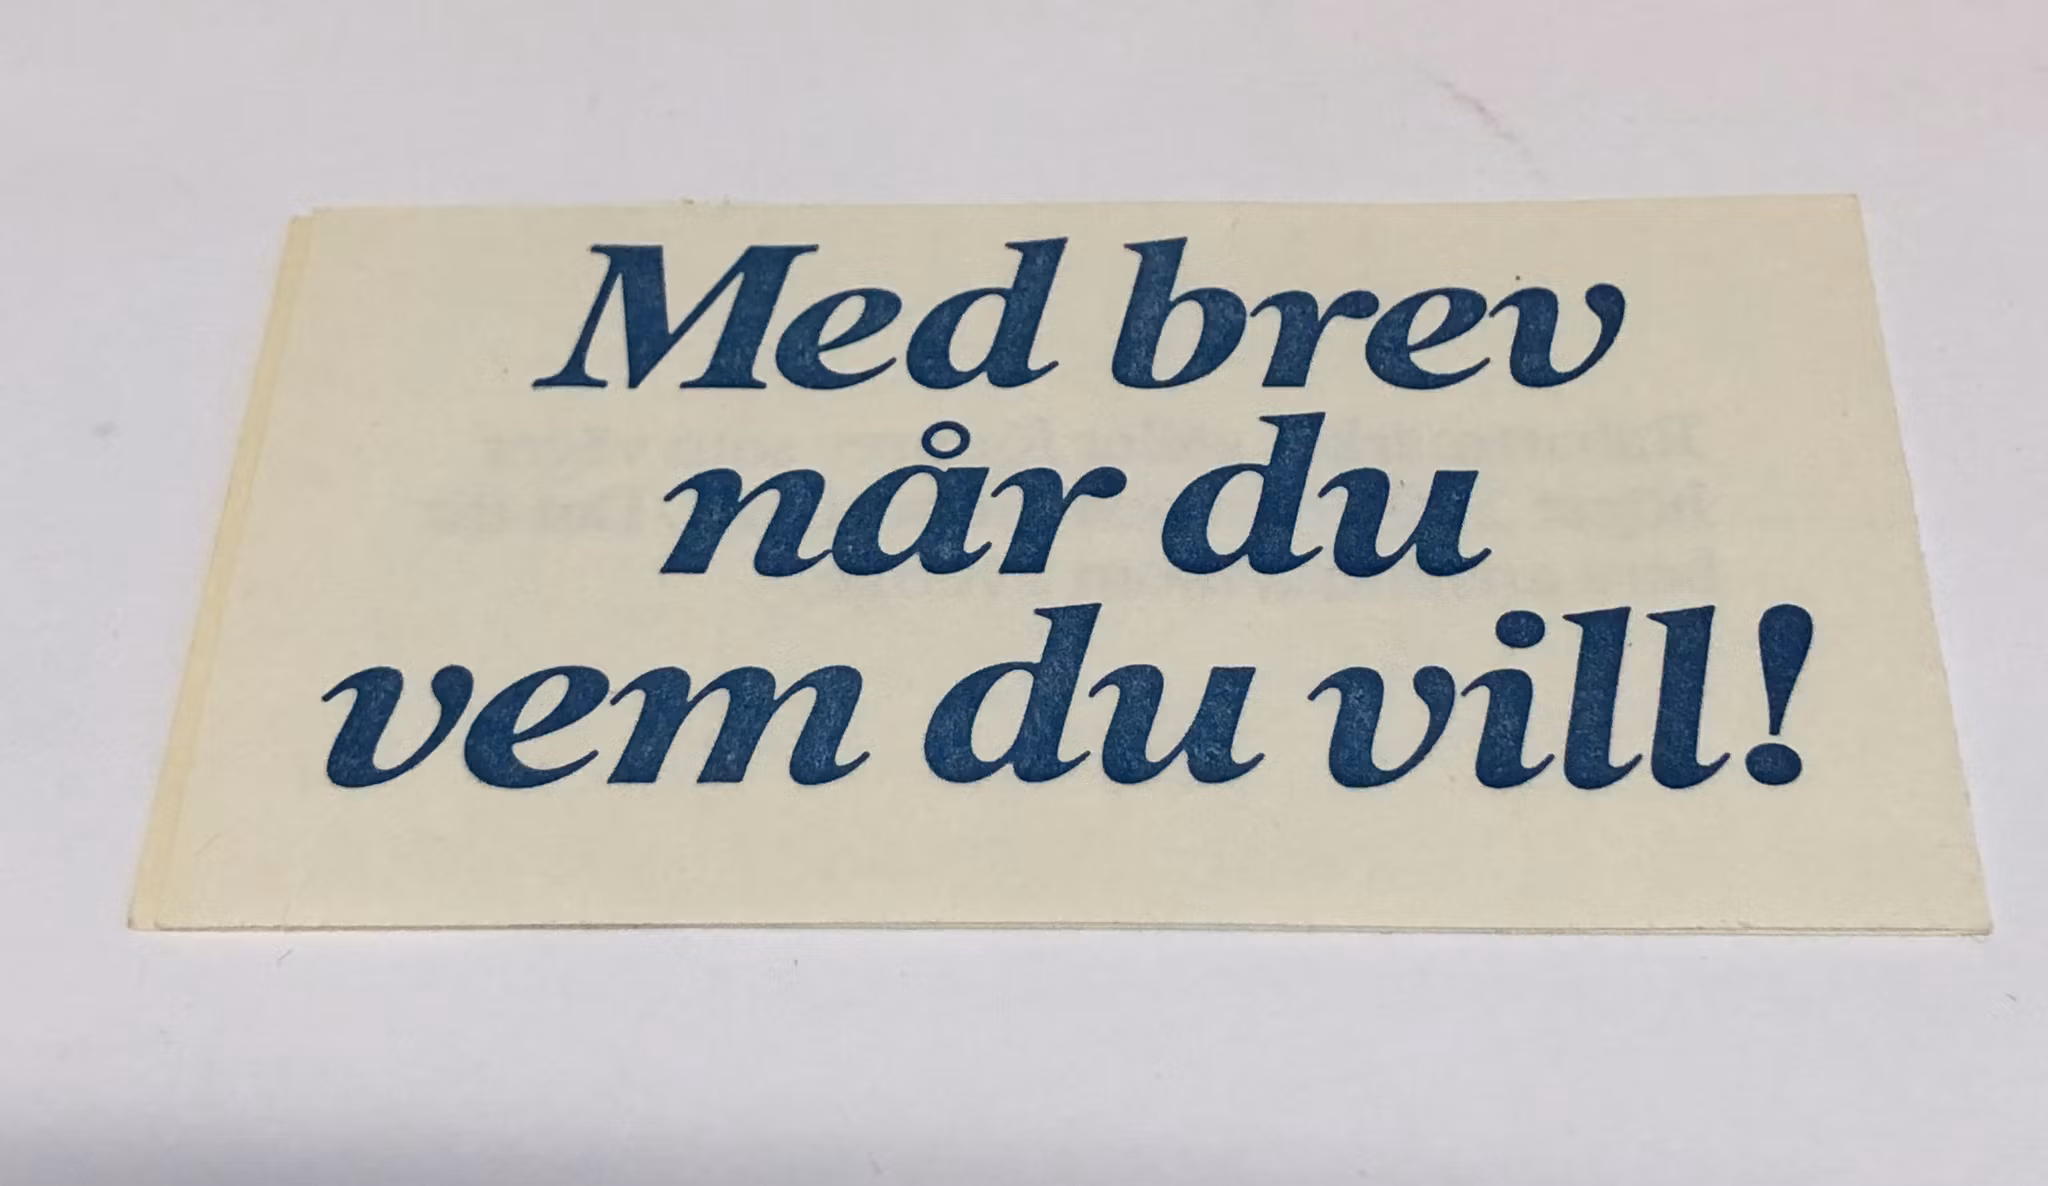 Med brev
når du
vem du vill!